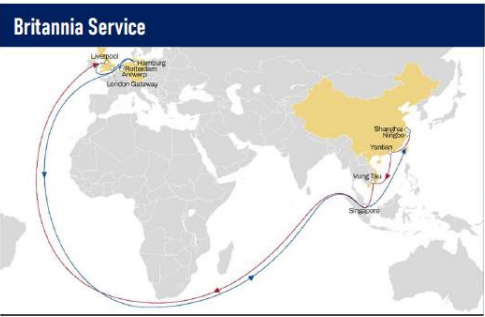 Britannia Service
Liverpool
Hamburg
Rotterdam
Antwerp
London Gateway
Shanghai
Ningbo
Yantian
Vung Tau
Singapore